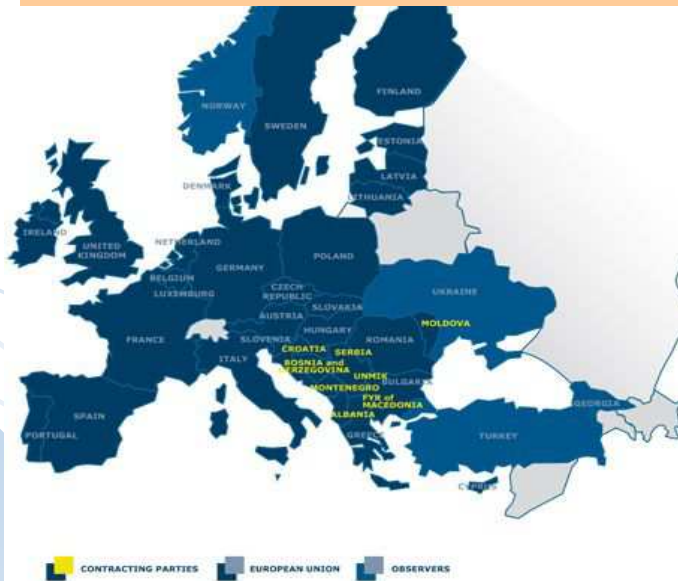 FINLAND
NORWAY
SWEDEN
ESTONIA
LATVIA
DENMARK
LITHUANIA
IRELAND
UNITED
KINGDOM
NETHERLAND
POLAND
BELGIUM
GERMANY
LUXEMBURG
CZECH
REPUBLIC
UKRAINE
SLOVAKIA
AUSTRIA
HUNGARY
MOLDOVA
FRANCE
SLOVENIA
ROMANIA
CROATIA
SERBIA
ITALY
BOSNIA and
HERZEGOVINA
UNMIK
BULGARIA
MONTENEGRO
FYR of
MACEDONIA
GEORGIA
ALBANIA
SPAIN
PORTUGAL
GREECE
TURKEY
CYPRUS
CONTRACTING PARTIES
EUROPEAN UNION
OBSERVERS